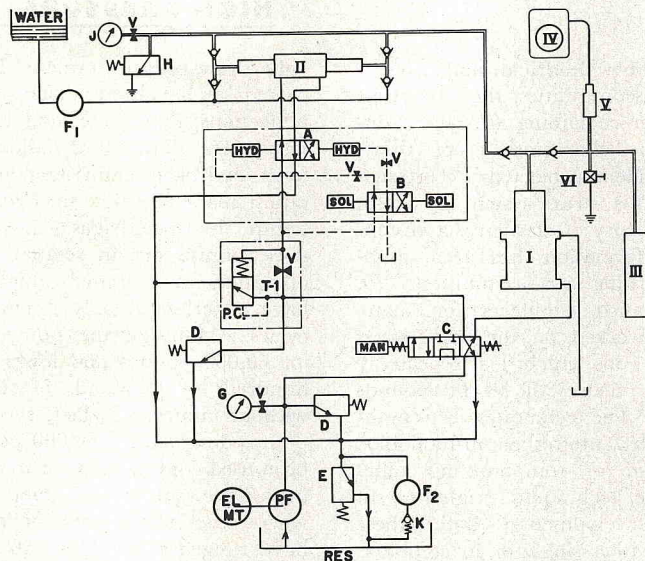 WATER
J
V
H
F1
II
IV
V
VI
I
III
A
HYD
HYD
V
V
B
SOL
SOL
V
T-1
P.C.
D
C
MAN
G
V
D
E
F2
K
EL
MT
PF
RES